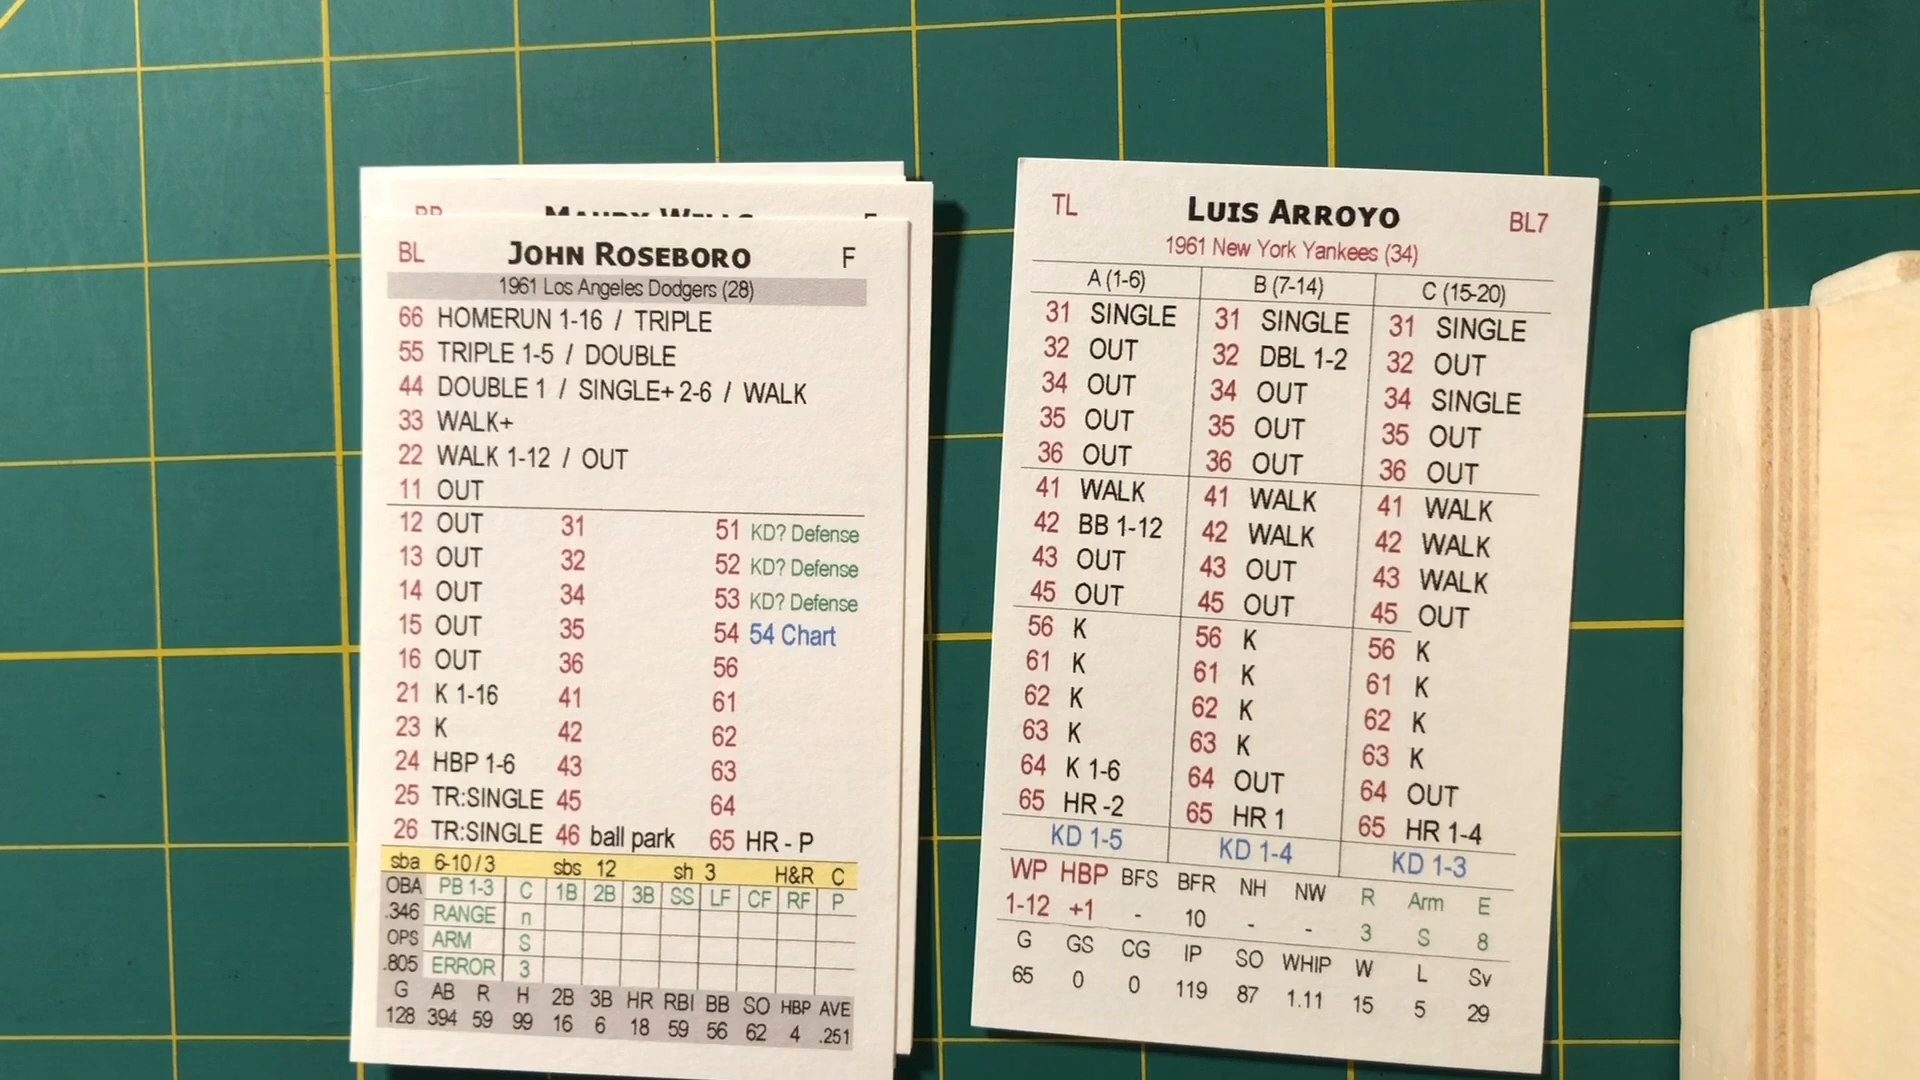 MAURY WILLS
BL JOHN ROSEBORO F
1961 Los Angeles Dodgers (28)
66 HOMERUN 1-16 / TRIPLE
55 TRIPLE 1-5 / DOUBLE
44 DOUBLE 1 / SINGLE+ 2-6 / WALK
33 WALK+
22 WALK 1-12 / OUT
11 OUT
12 OUT 31 51 KD? Defense
13 OUT 32 52 KD? Defense
14 OUT 34 53 KD? Defense
15 OUT 35 54 54 Chart
16 OUT 36 56
21 K 1-16 41 61
23 K 42 62
24 HBP 1-6 43 63
25 TR:SINGLE 45 64
26 TR:SINGLE 46 ball park 65 HR - P
sba 6-10/3 sbs 12 sh 3 H&R C
OBA PB 1-3 C 1B 2B 3B SS LF CF RF P
.346 RANGE n
OPS ARM S
.805 ERROR 3
G AB R H 2B 3B HR RBI BB SO HBP AVE
128 394 59 99 16 6 18 59 56 62 4 .251
TL LUIS ARROYO BL7
1961 New York Yankees (34)
A (1-6) B (7-14) C (15-20)
31 SINGLE 31 SINGLE 31 SINGLE
32 OUT 32 DBL 1-2 32 OUT
34 OUT 34 OUT 34 SINGLE
35 OUT 35 OUT 35 OUT
36 OUT 36 OUT 36 OUT
41 WALK 41 WALK 41 WALK
42 BB 1-12 42 WALK 42 WALK
43 OUT 43 OUT 43 WALK
45 OUT 45 OUT 45 OUT
56 K 56 K 56 K
61 K 61 K 61 K
62 K 62 K 62 K
63 K 63 K 63 K
64 K 1-6 64 OUT 64 OUT
65 HR -2 65 HR 1 65 HR 1-4
KD 1-5 KD 1-4 KD 1-3
WP HBP BFS BFR NH NW R Arm E
1-12 +1 - 10 - - 3 S 8
G GS CG IP SO WHIP W L Sv
65 0 0 119 87 1.11 15 5 29